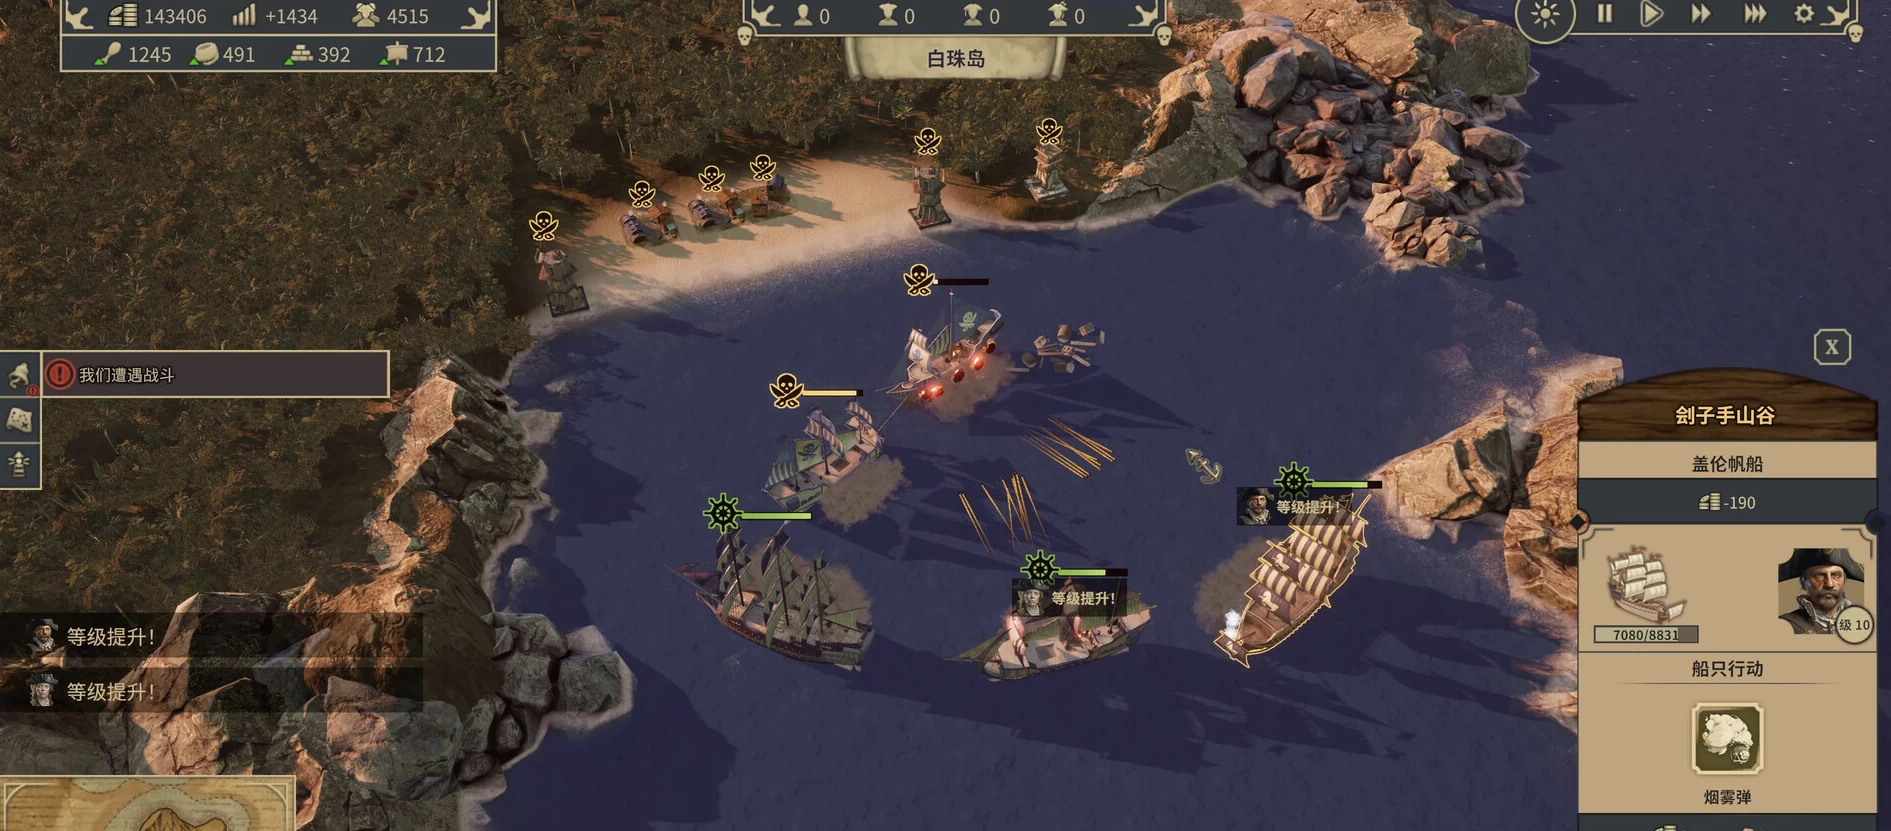 143406 +1434 4515
1245 491 392 712
0 0 0 0
白珠岛
我们遭遇战斗
X
刽子手山谷
盖伦帆船
-190
7080/8831
级 10
船只行动
烟雾弹
等级提升！
等级提升！
等级提升！
等级提升！